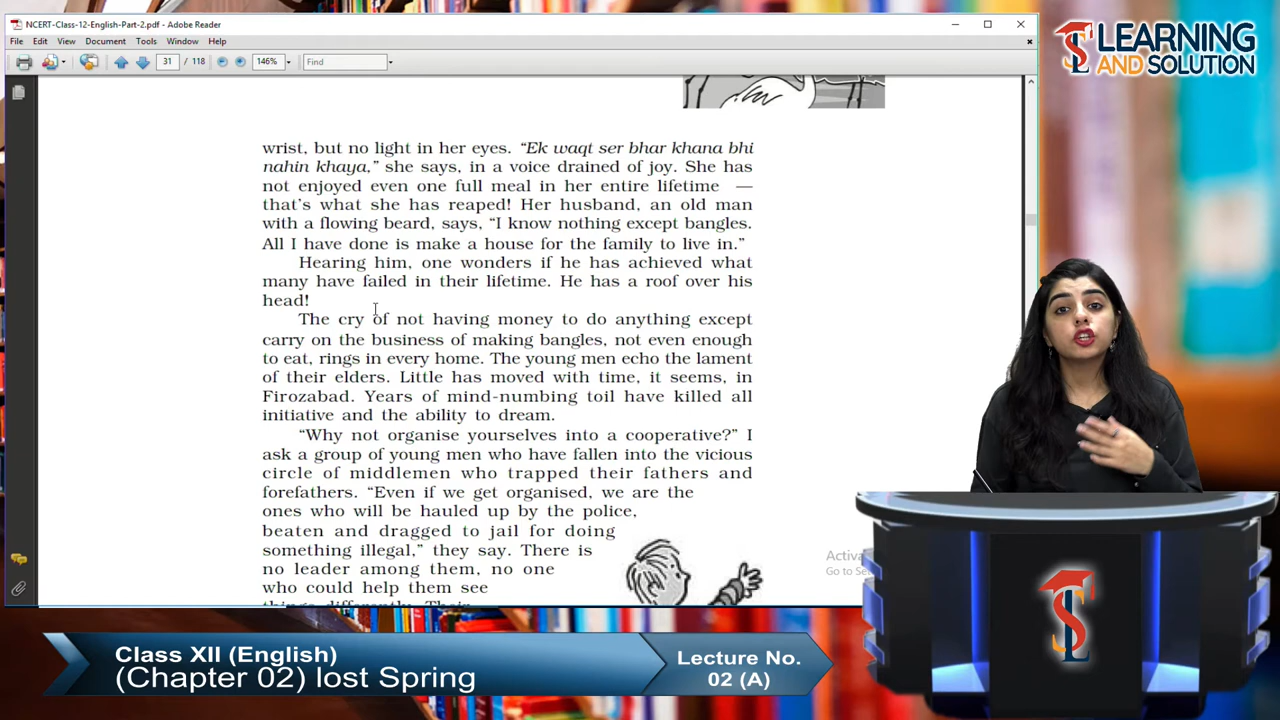 NCERT-Class-12-English-Part-2.pdf - Adobe Reader
File Edit View Document Tools Window Help
31 / 118 146% Find
LEARNING
AND SOLUTION
wrist, but no light in her eyes. “Ek waqt ser bhar khana bhi
nahin khaya,” she says, in a voice drained of joy. She has
not enjoyed even one full meal in her entire lifetime —
that’s what she has reaped! Her husband, an old man
with a flowing beard, says, “I know nothing except bangles.
All I have done is make a house for the family to live in.”
Hearing him, one wonders if he has achieved what
many have failed in their lifetime. He has a roof over his
head!
The cry of not having money to do anything except
carry on the business of making bangles, not even enough
to eat, rings in every home. The young men echo the lament
of their elders. Little has moved with time, it seems, in
Firozabad. Years of mind-numbing toil have killed all
initiative and the ability to dream.
“Why not organise yourselves into a cooperative?” I
ask a group of young men who have fallen into the vicious
circle of middlemen who trapped their fathers and
forefathers. “Even if we get organised, we are the
ones who will be hauled up by the police,
beaten and dragged to jail for doing
something illegal,” they say. There is
no leader among them, no one
who could help them see
things differently. Their
Activa
Go to Se
Class XII (English)
(Chapter 02) lost Spring
Lecture No.
02 (A)